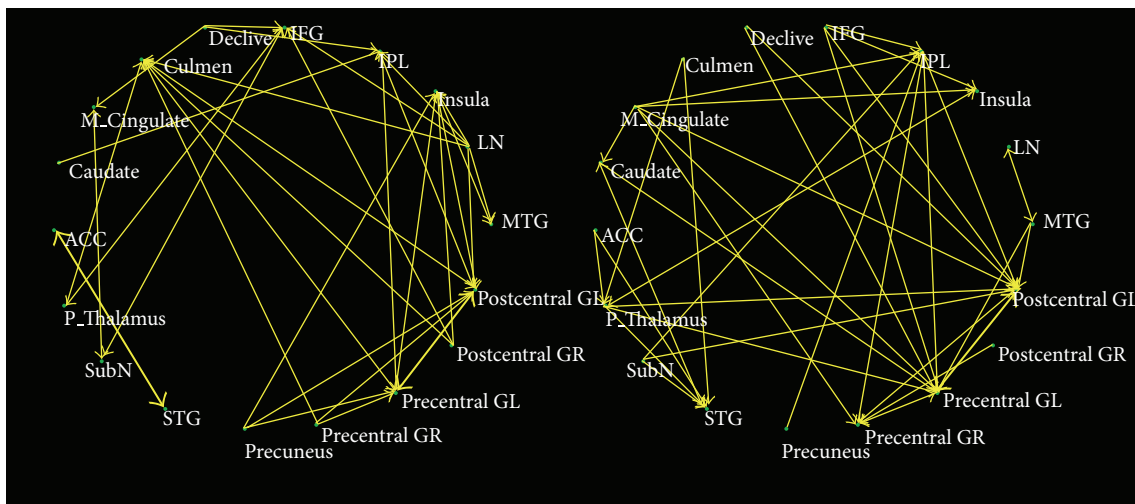 Declive
IFG
Culmen
IPL
Insula
M_Cingulate
LN
Caudate
MTG
ACC
Postcentral GL
P_Thalamus
Postcentral GR
SubN
Precentral GL
STG
Precentral GR
Precuneus
Declive
IFG
Culmen
IPL
Insula
M_Cingulate
LN
Caudate
MTG
ACC
Postcentral GL
P_Thalamus
Postcentral GR
SubN
Precentral GL
STG
Precentral GR
Precuneus